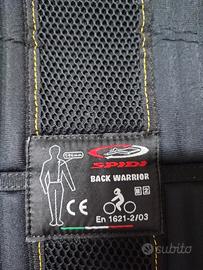 SPIDI
BACK WARRIOR
CE
En 1621-2/03
subito